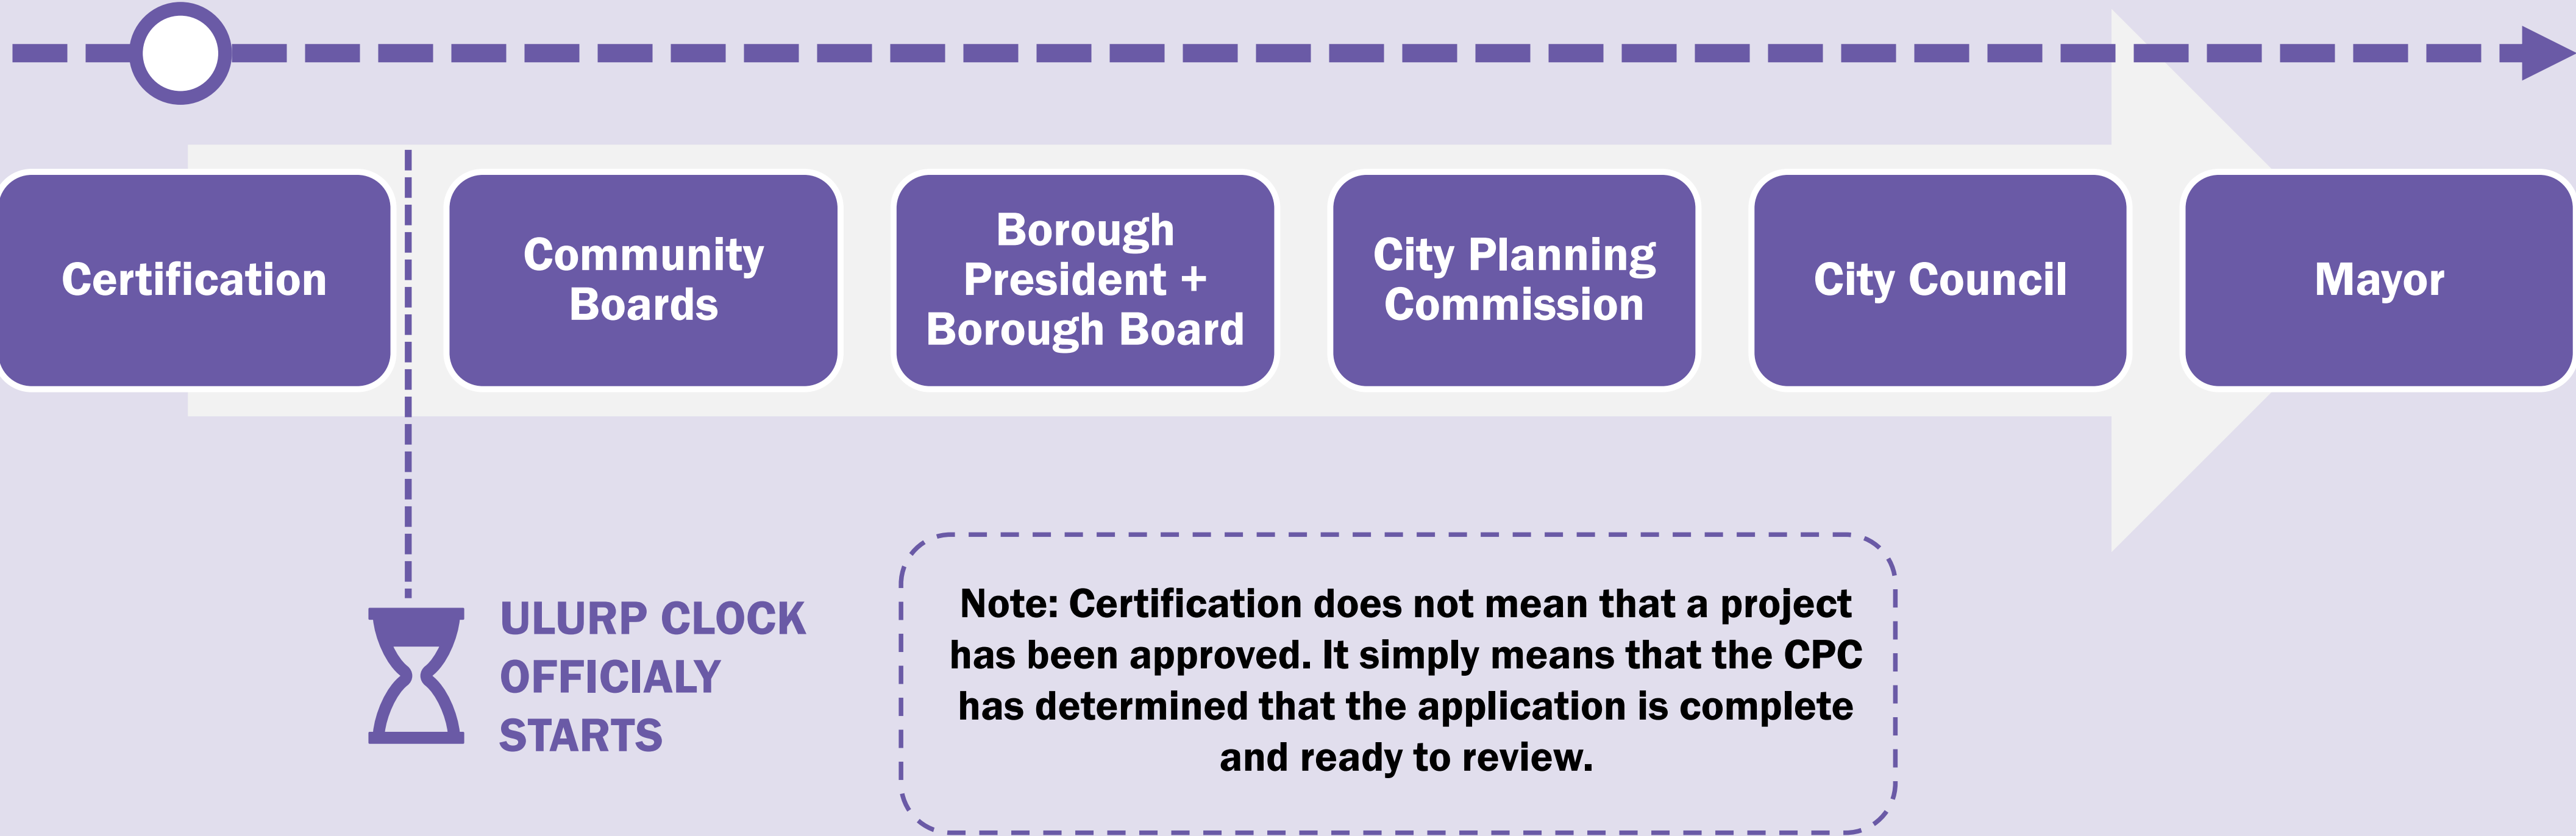 Certification
Community
Boards
Borough
President +
Borough Board
City Planning
Commission
City Council
Mayor
ULURP CLOCK
OFFICIALY
STARTS
Note: Certification does not mean that a project
has been approved. It simply means that the CPC
has determined that the application is complete
and ready to review.